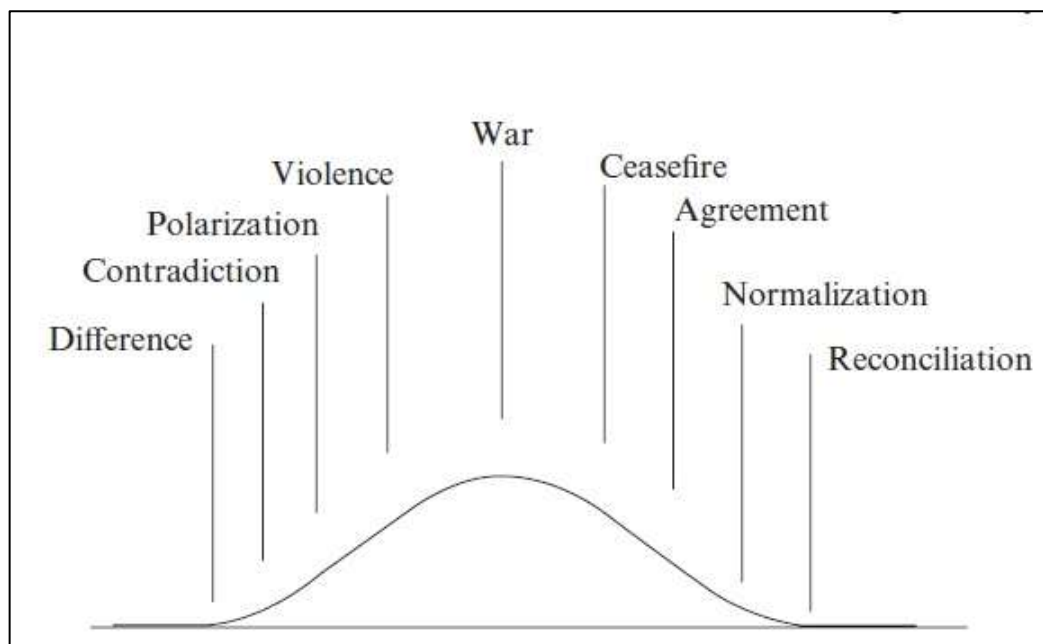 War
Violence
Ceasefire
Polarization
Agreement
Contradiction
Normalization
Difference
Reconciliation